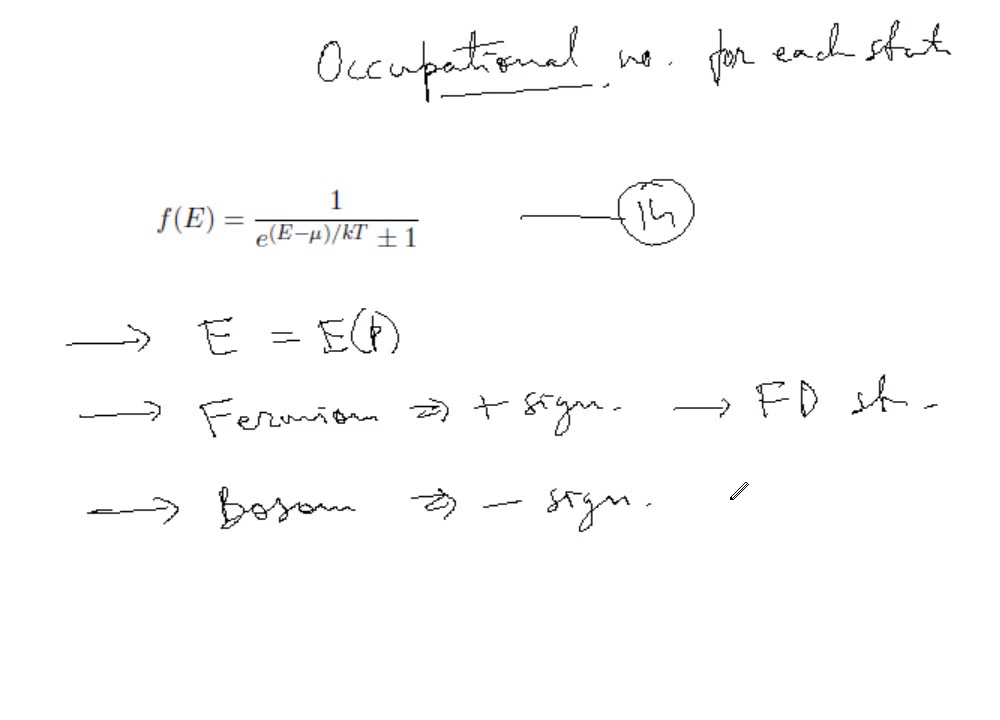 Occupational no. for each state
f(E) = 1 / e^{(E−μ)/kT} ± 1 —— 14
→ E = E(p)
→ Fermion ⇒ + sign. → FD st.
→ Boson ⇒ − sign.